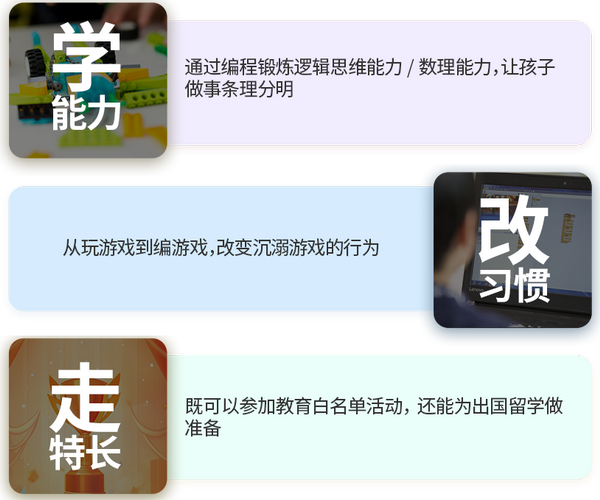 学
能力
通过编程锻炼逻辑思维能力 / 数理能力，让孩子
做事条理分明
从玩游戏到编游戏，改变沉溺游戏的行为
改
习惯
走
特长
既可以参加教育白名单活动，还能为出国留学做
准备